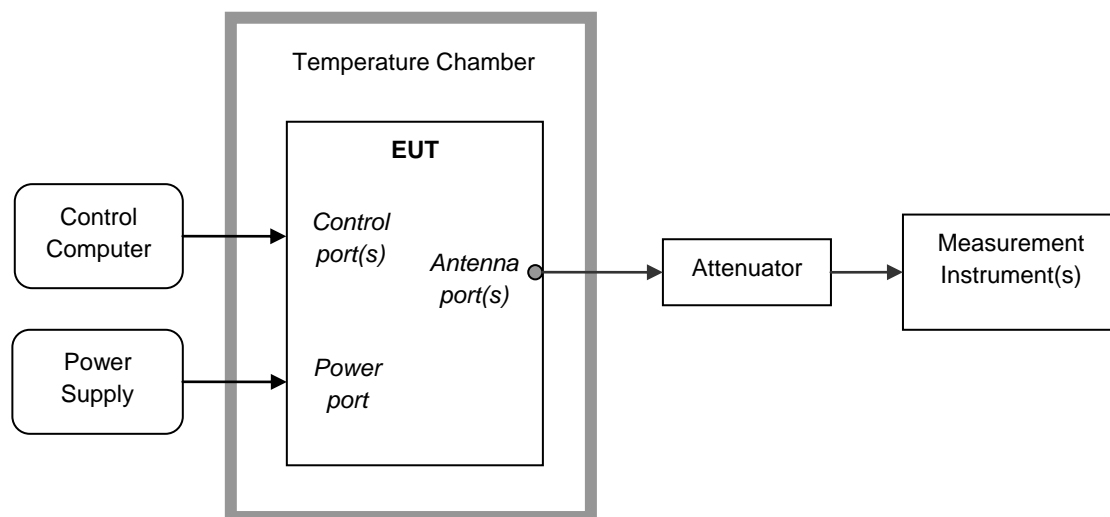 Temperature Chamber
EUT
Control
Computer
Control
port(s)
Antenna
port(s)
Attenuator
Measurement
Instrument(s)
Power
Supply
Power
port